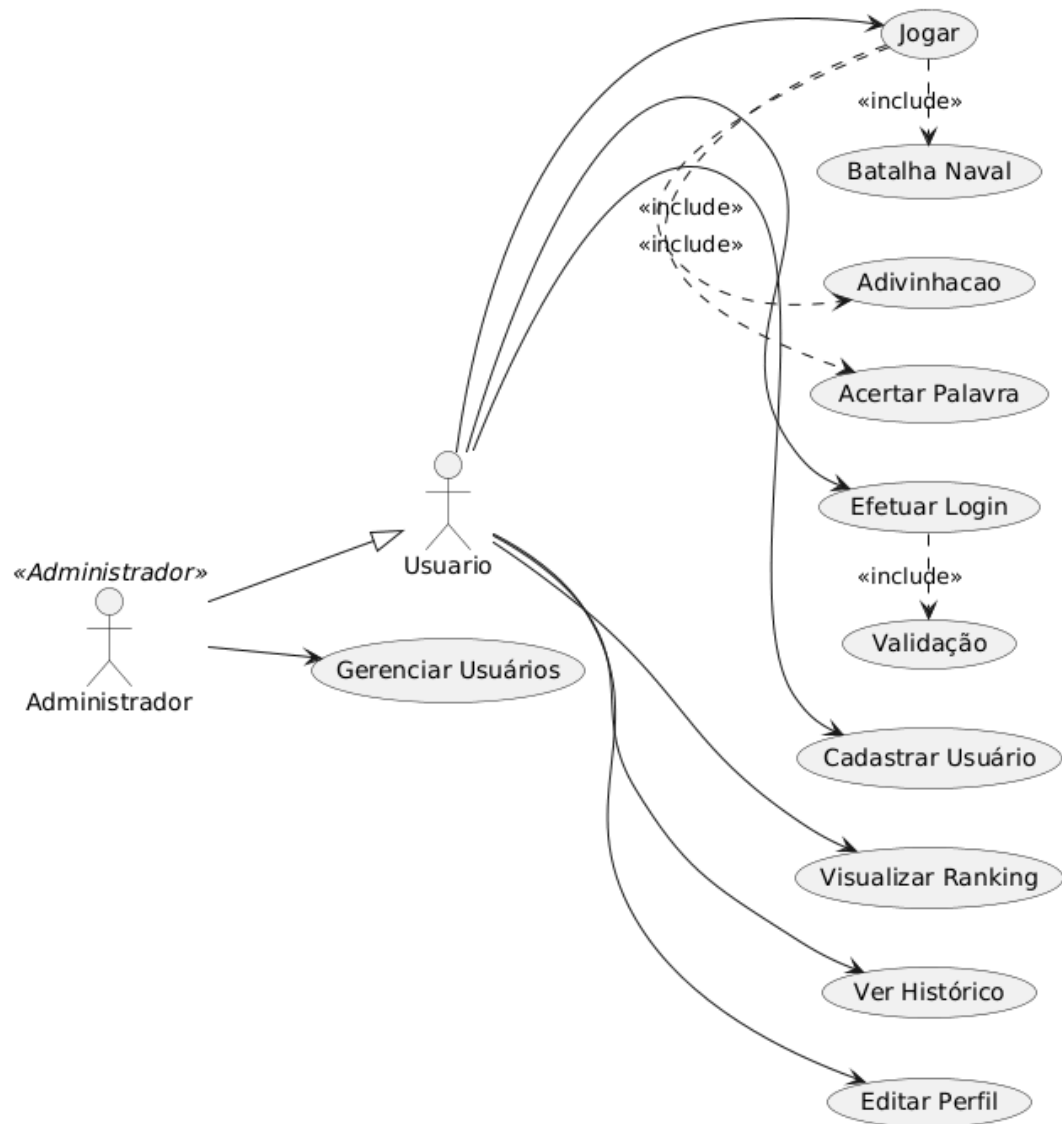 Jogar
«include»
Batalha Naval
«include»
«include»
Adivinhacao
Acertar Palavra
Efetuar Login
Usuario
«include»
«Administrador»
Validação
Gerenciar Usuários
Administrador
Cadastrar Usuário
Visualizar Ranking
Ver Histórico
Editar Perfil